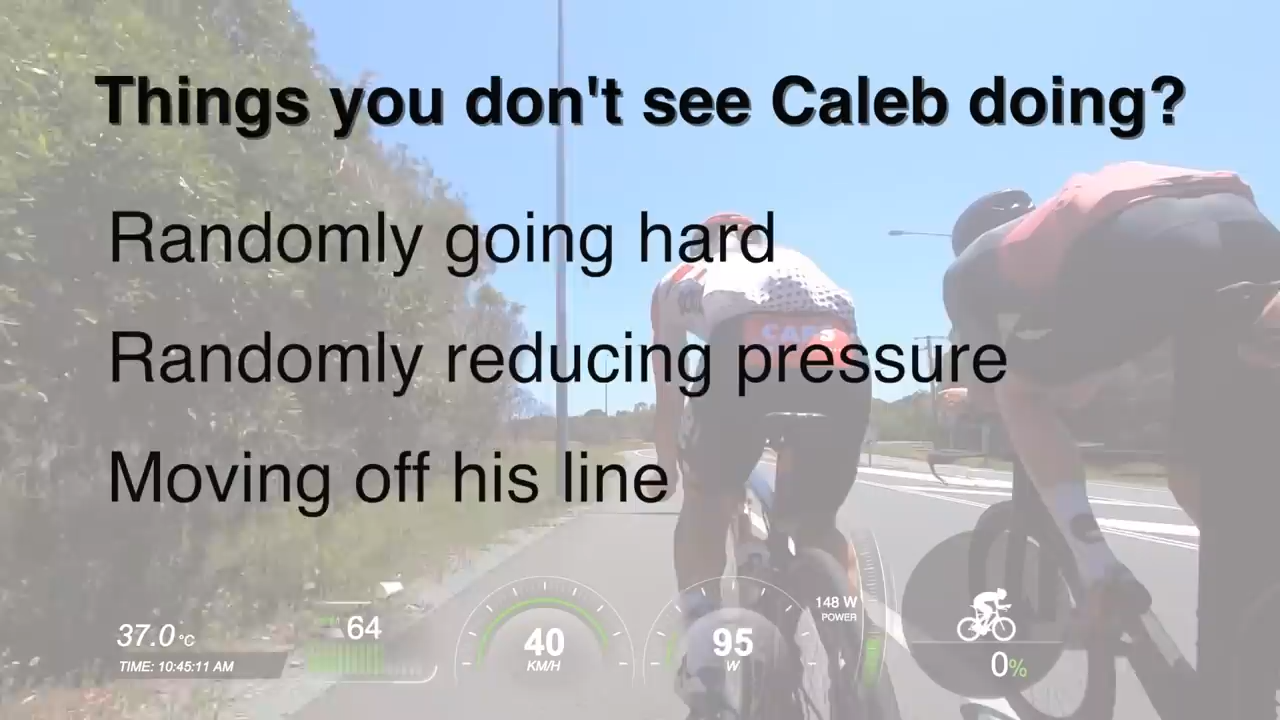 Things you don't see Caleb doing?
Randomly going hard
Randomly reducing pressure
CAPS
Moving off his line
37.0 °C
TIME: 10:45:11 AM
64
40
KM/H
95
W
148 W
POWER
0%